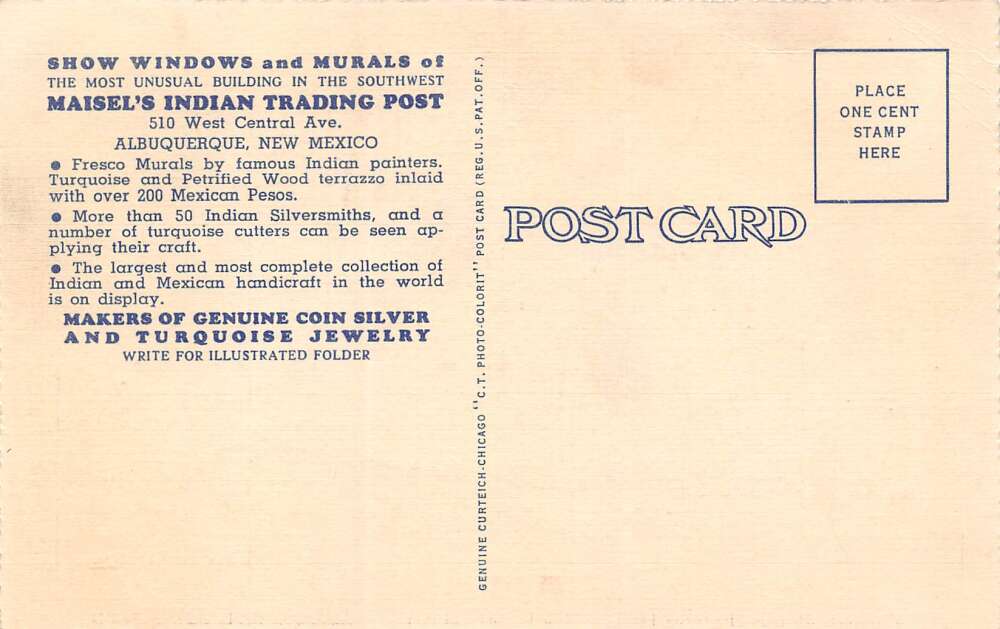 SHOW WINDOWS and MURALS of
THE MOST UNUSUAL BUILDING IN THE SOUTHWEST
MAISEL'S INDIAN TRADING POST
510 West Central Ave.
ALBUQUERQUE, NEW MEXICO
● Fresco Murals by famous Indian painters.
Turquoise and Petrified Wood terrazzo inlaid
with over 200 Mexican Pesos.
● More than 50 Indian Silversmiths, and a
number of turquoise cutters can be seen ap-
plying their craft.
● The largest and most complete collection of
Indian and Mexican handicraft in the world
is on display.
MAKERS OF GENUINE COIN SILVER
AND TURQUOISE JEWELRY
WRITE FOR ILLUSTRATED FOLDER
GENUINE CURTEICH-CHICAGO "C.T. PHOTO-COLORIT" POST CARD (REG. U.S. PAT. OFF.)
POST CARD
PLACE
ONE CENT
STAMP
HERE